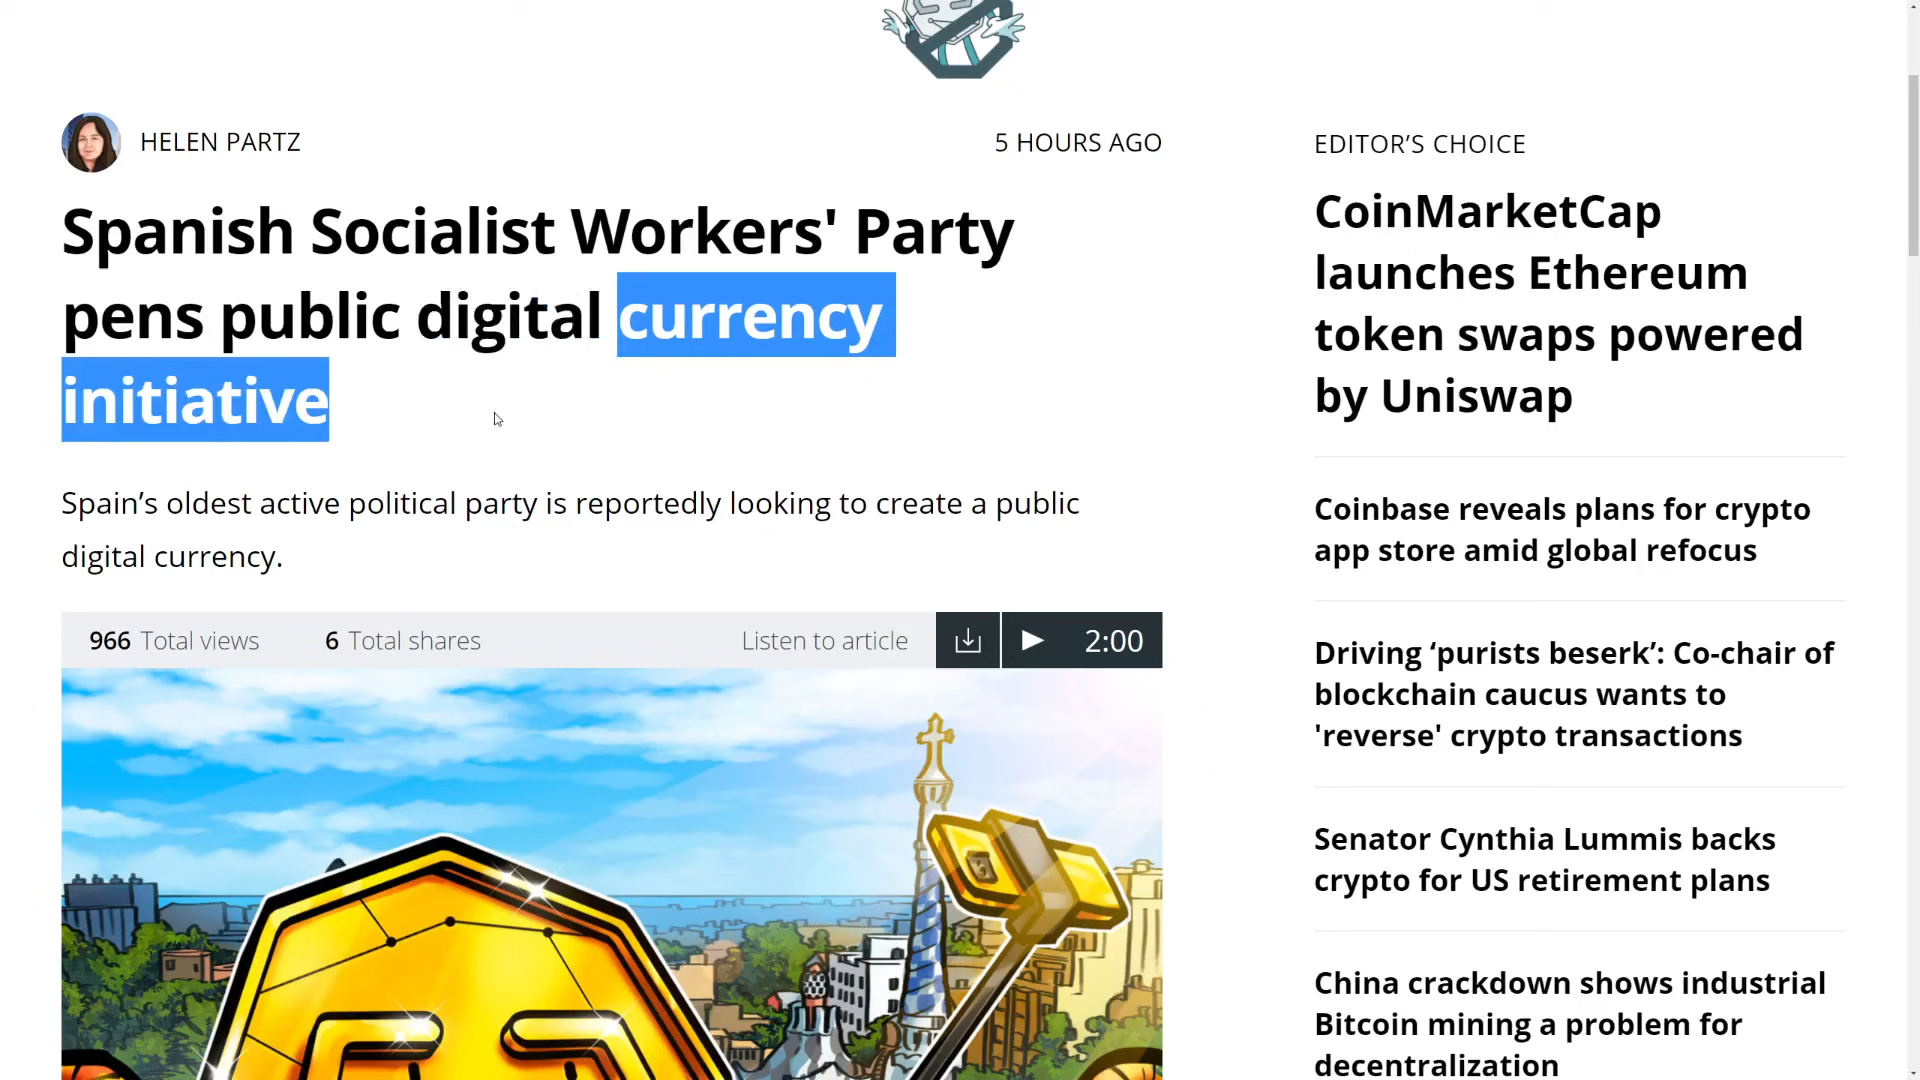 HELEN PARTZ
5 HOURS AGO
Spanish Socialist Workers' Party
pens public digital currency
initiative
Spain’s oldest active political party is reportedly looking to create a public
digital currency.
966 Total views
6 Total shares
Listen to article
2:00
EDITOR’S CHOICE
CoinMarketCap
launches Ethereum
token swaps powered
by Uniswap
Coinbase reveals plans for crypto
app store amid global refocus
Driving ‘purists beserk’: Co-chair of
blockchain caucus wants to
'reverse' crypto transactions
Senator Cynthia Lummis backs
crypto for US retirement plans
China crackdown shows industrial
Bitcoin mining a problem for
decentralization